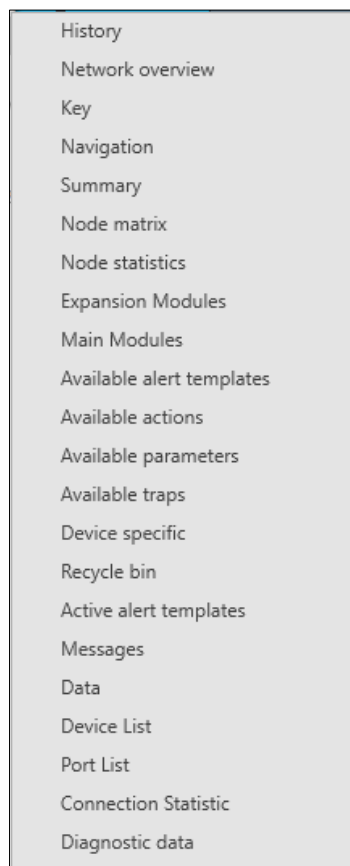 History
Network overview
Key
Navigation
Summary
Node matrix
Node statistics
Expansion Modules
Main Modules
Available alert templates
Available actions
Available parameters
Available traps
Device specific
Recycle bin
Active alert templates
Messages
Data
Device List
Port List
Connection Statistic
Diagnostic data